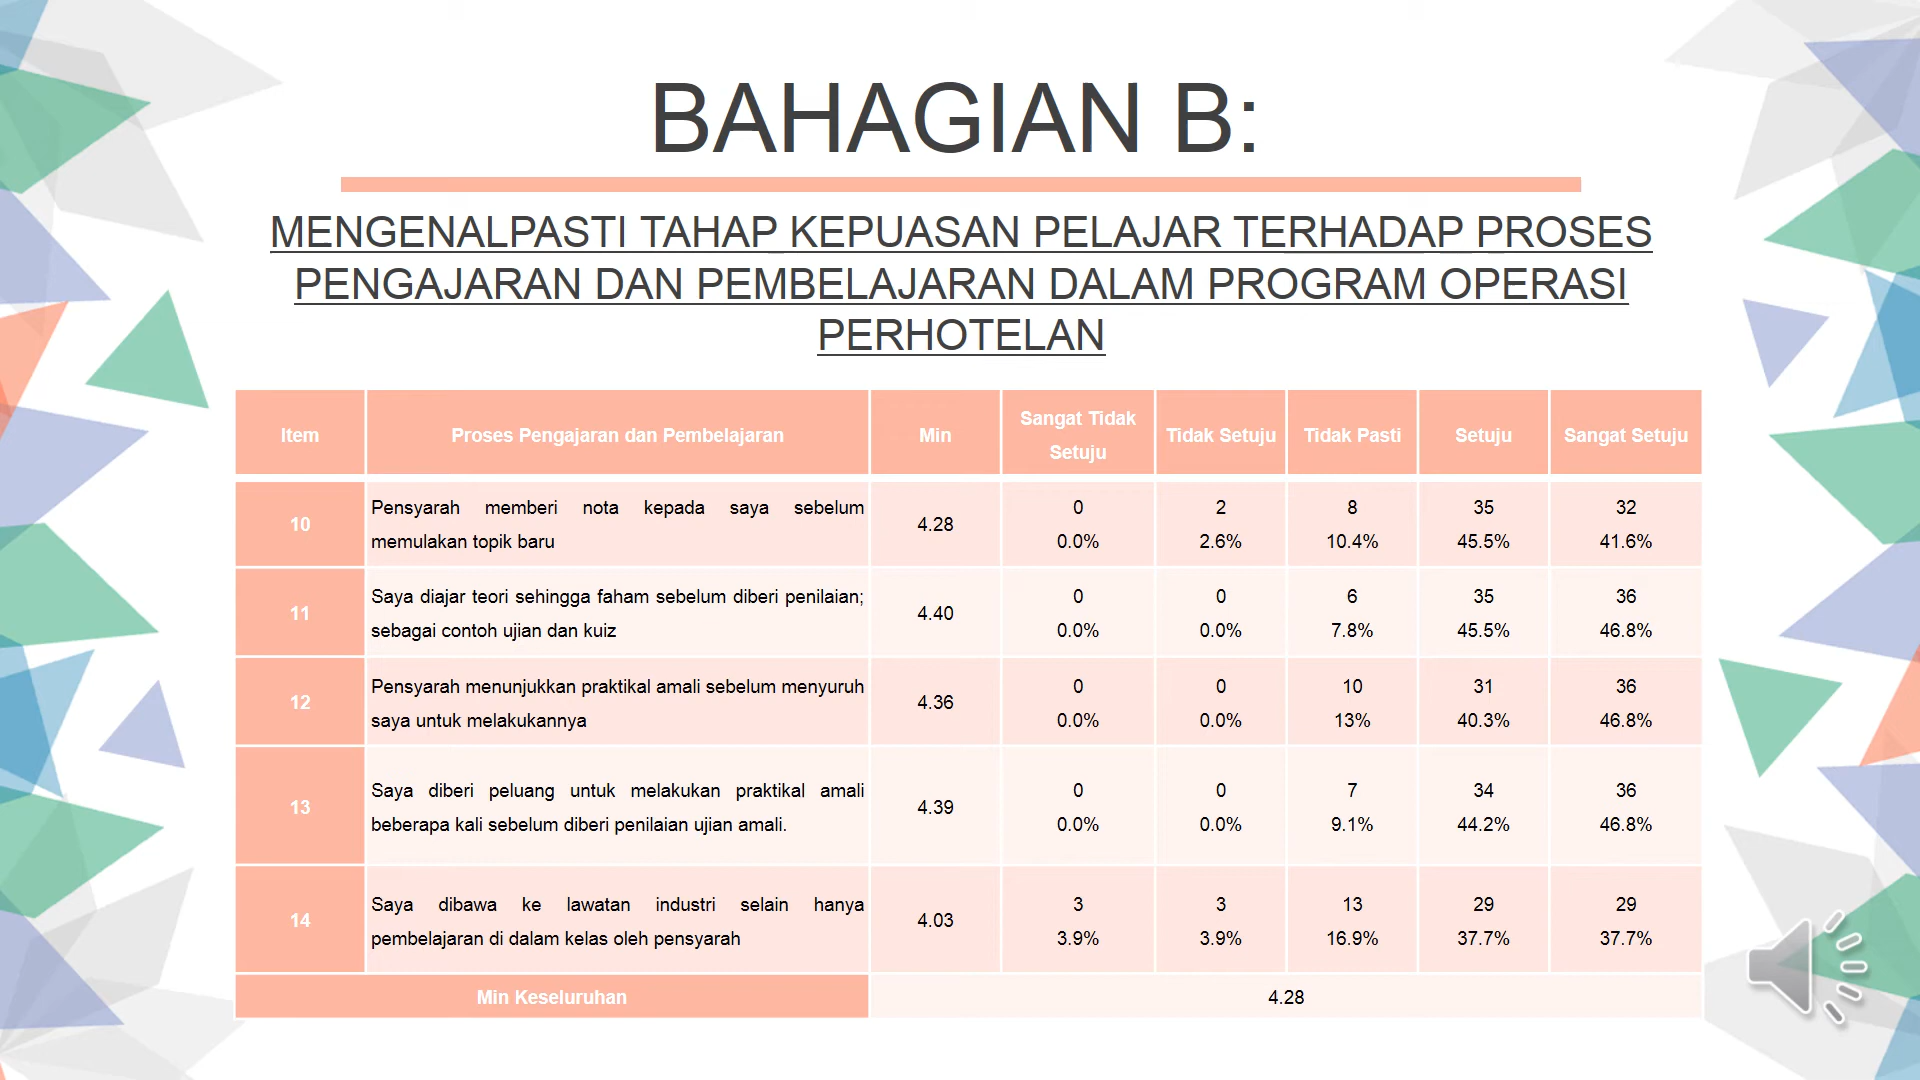 BAHAGIAN B:
MENGENALPASTI TAHAP KEPUASAN PELAJAR TERHADAP PROSES
PENGAJARAN DAN PEMBELAJARAN DALAM PROGRAM OPERASI
PERHOTELAN
Item Proses Pengajaran dan Pembelajaran Min Sangat Tidak Setuju Tidak Setuju Tidak Pasti Setuju Sangat Setuju
10 Pensyarah memberi nota kepada saya sebelum 4.28 0 2 8 35 32
memulakan topik baru 0.0% 2.6% 10.4% 45.5% 41.6%
11 Saya diajar teori sehingga faham sebelum diberi penilaian; 4.40 0 0 6 35 36
sebagai contoh ujian dan kuiz 0.0% 0.0% 7.8% 45.5% 46.8%
12 Pensyarah menunjukkan praktikal amali sebelum menyuruh 4.36 0 0 10 31 36
saya untuk melakukannya 0.0% 0.0% 13% 40.3% 46.8%
13 Saya diberi peluang untuk melakukan praktikal amali 4.39 0 0 7 34 36
beberapa kali sebelum diberi penilaian ujian amali. 0.0% 0.0% 9.1% 44.2% 46.8%
14 Saya dibawa ke lawatan industri selain hanya 4.03 3 3 13 29 29
pembelajaran di dalam kelas oleh pensyarah 3.9% 3.9% 16.9% 37.7% 37.7%
Min Keseluruhan 4.28